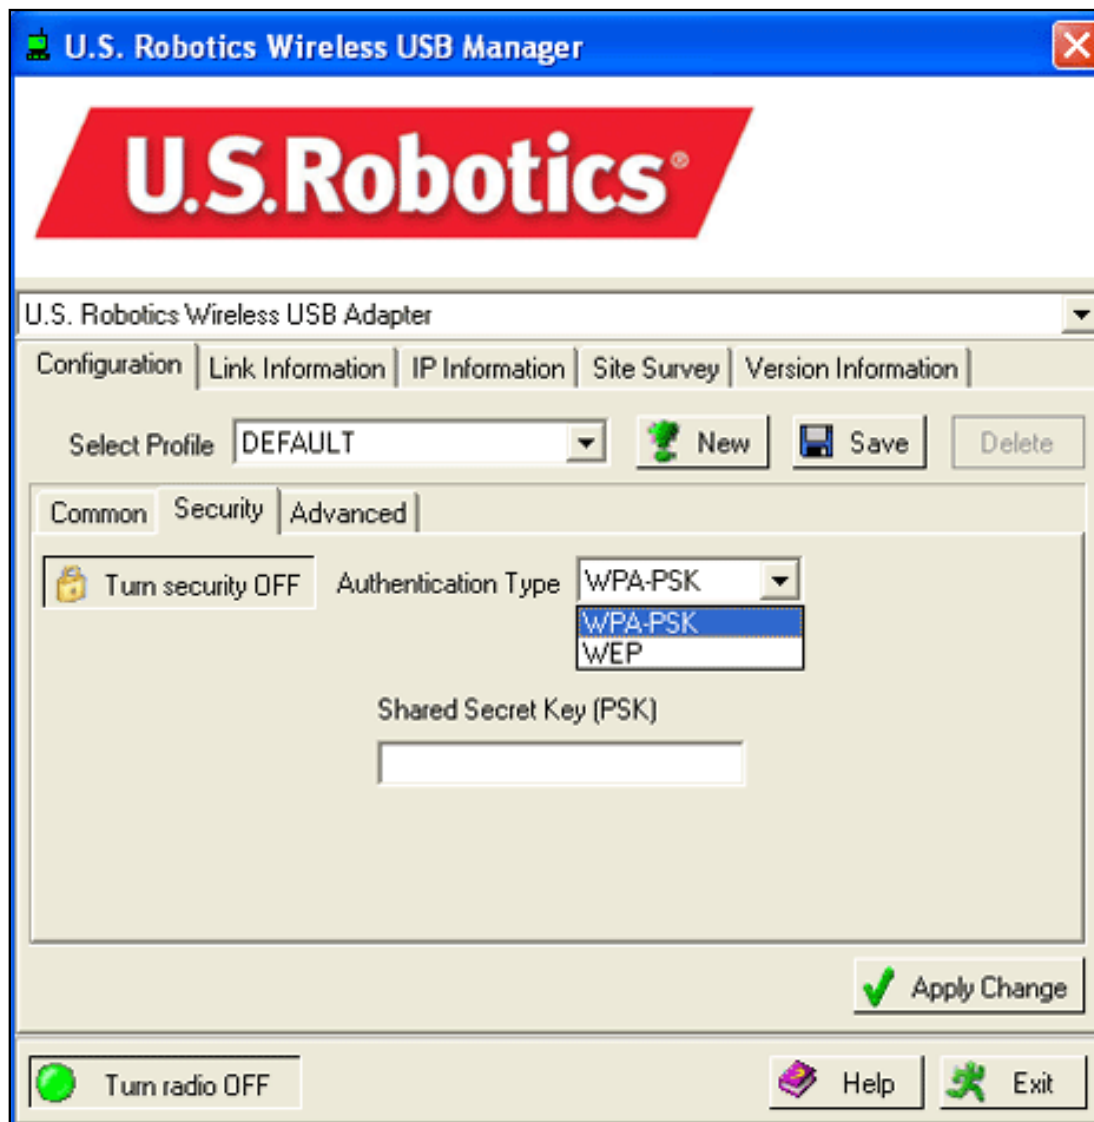 U.S. Robotics Wireless USB Manager
U.S.Robotics®
U.S. Robotics Wireless USB Adapter
Configuration Link Information IP Information Site Survey Version Information
Select Profile DEFAULT New Save Delete
Common Security Advanced
Turn security OFF Authentication Type WPA-PSK
WPA-PSK
WEP
Shared Secret Key (PSK)
Apply Change
Turn radio OFF Help Exit